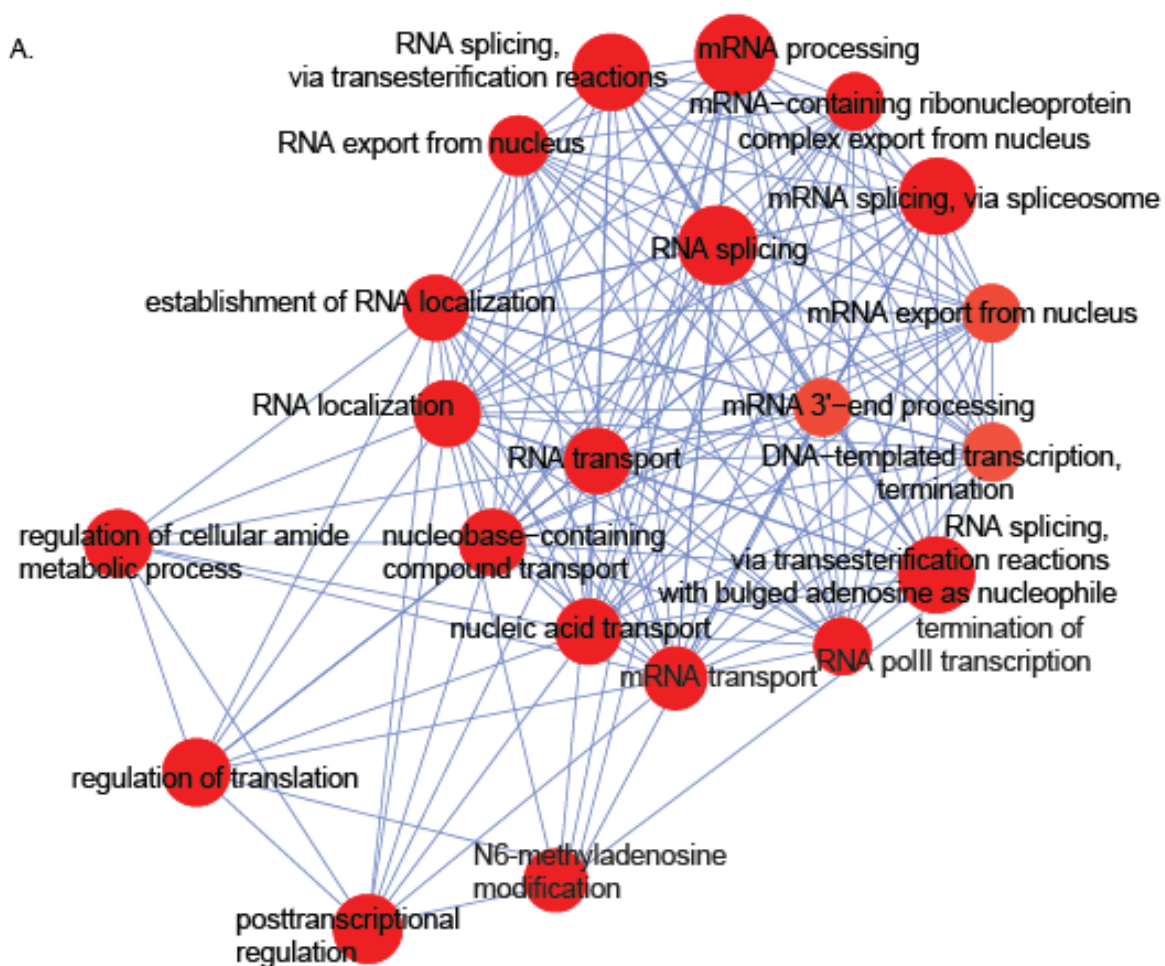 A.
RNA splicing,
via transesterification reactions
mRNA processing
mRNA−containing ribonucleoprotein
complex export from nucleus
RNA export from nucleus
mRNA splicing, via spliceosome
RNA splicing
establishment of RNA localization
mRNA export from nucleus
RNA localization
mRNA 3'−end processing
RNA transport
DNA−templated transcription,
termination
regulation of cellular amide
metabolic process
nucleobase−containing
compound transport
RNA splicing,
via transesterification reactions
with bulged adenosine as nucleophile
nucleic acid transport
termination of
RNA polII transcription
mRNA transport
regulation of translation
N6-methyladenosine
modification
posttranscriptional
regulation